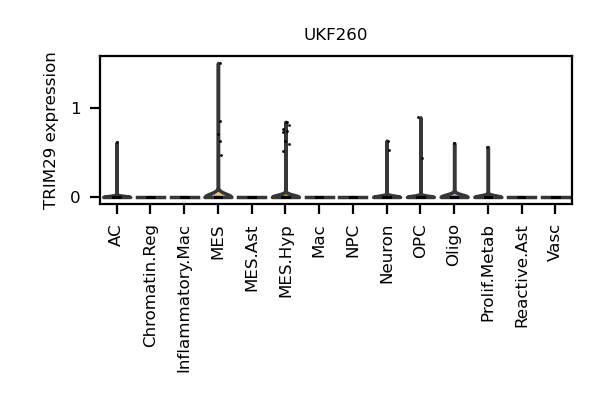 UKF260
TRIM29 expression
1
0
AC
Chromatin.Reg
Inflammatory.Mac
MES
MES.Ast
MES.Hyp
Mac
NPC
Neuron
OPC
Oligo
Prolif.Metab
Reactive.Ast
Vasc